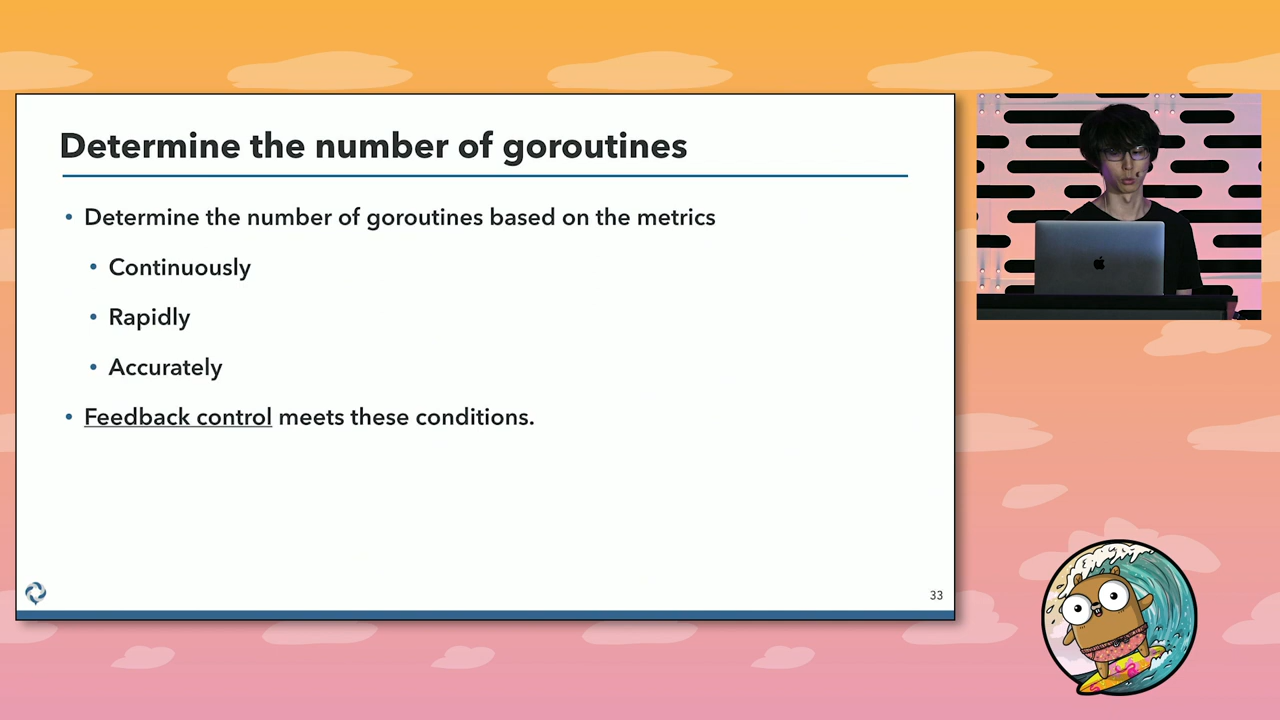 Determine the number of goroutines
• Determine the number of goroutines based on the metrics
• Continuously
• Rapidly
• Accurately
• Feedback control meets these conditions.
33